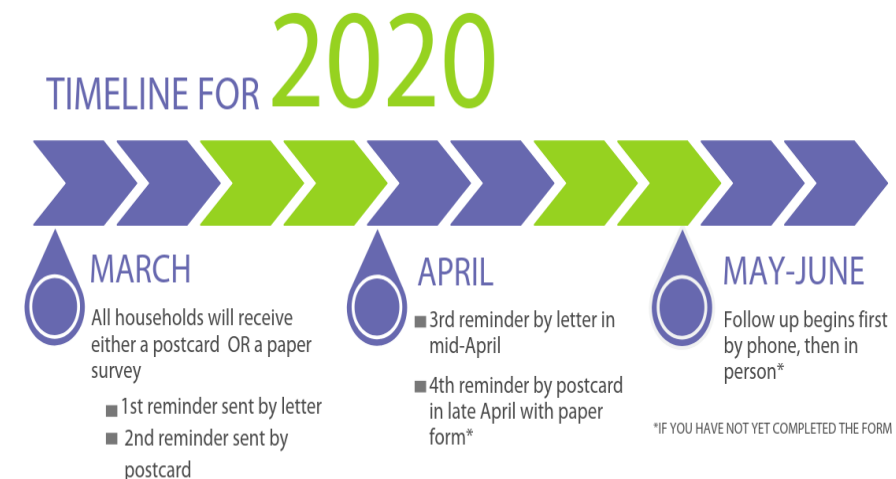 TIMELINE FOR 2020
MARCH
All households will receive
either a postcard OR a paper
survey
1st reminder sent by letter
2nd reminder sent by
postcard
APRIL
3rd reminder by letter in
mid-April
4th reminder by postcard
in late April with paper
form*
MAY-JUNE
Follow up begins first
by phone, then in
person*
*IF YOU HAVE NOT YET COMPLETED THE FORM